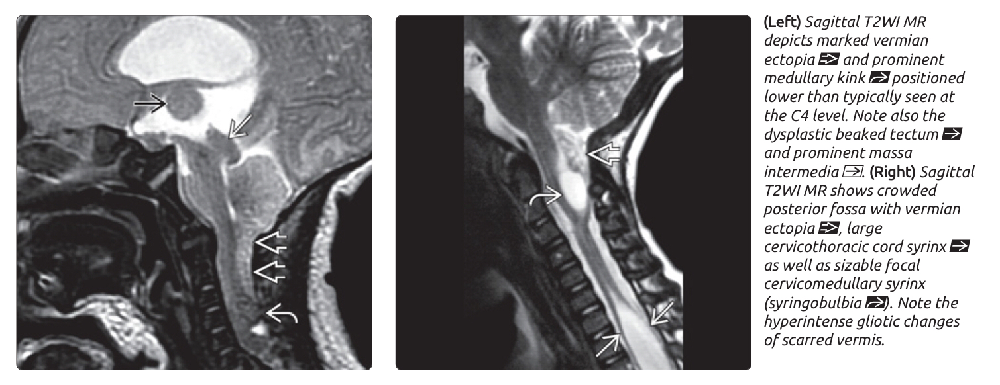 (Left) Sagittal T2WI MR
depicts marked vermian
ectopia and prominent
medullary kink positioned
lower than typically seen at
the C4 level. Note also the
dysplastic beaked tectum
and prominent massa
intermedia . (Right) Sagittal
T2WI MR shows crowded
posterior fossa with vermian
ectopia , large
cervicothoracic cord syrinx
as well as sizable focal
cervicomedullary syrinx
(syringobulbia ). Note the
hyperintense gliotic changes
of scarred vermis.